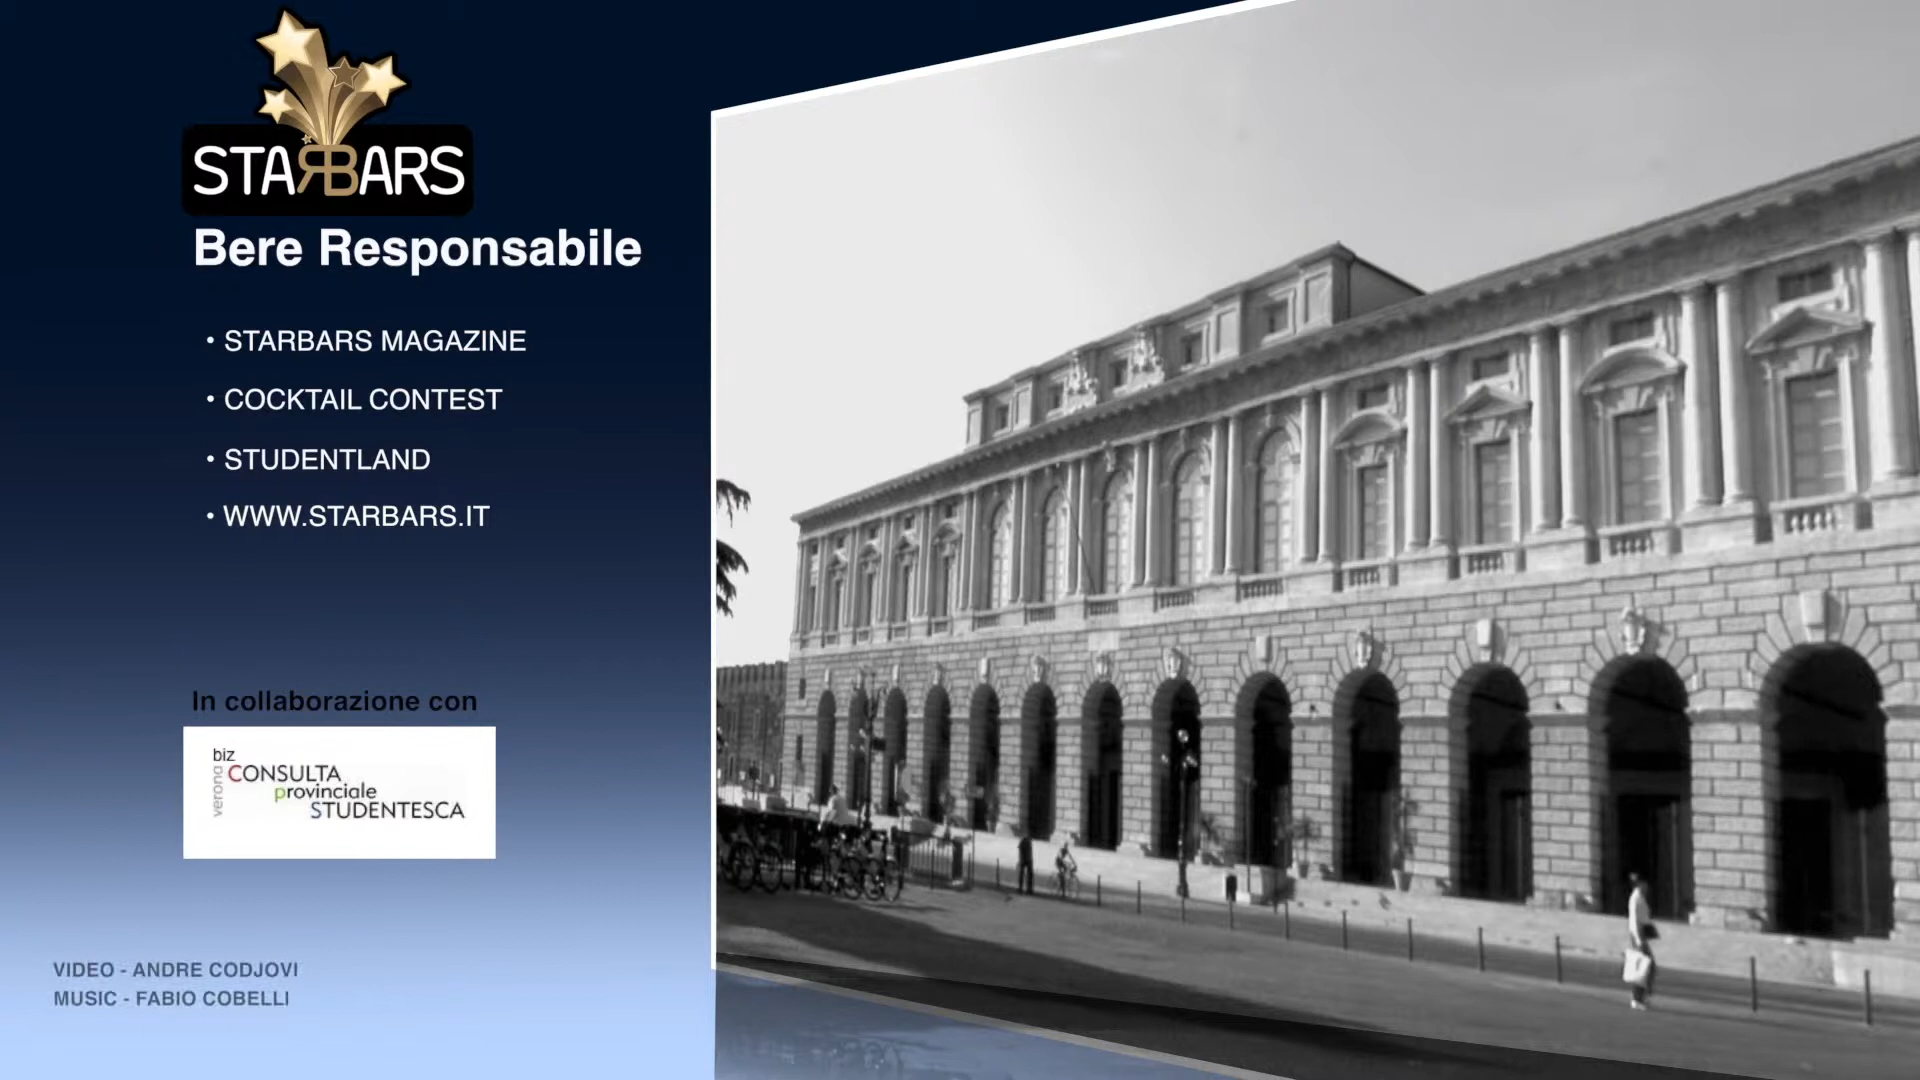 STARBARS
Bere Responsabile
• STARBARS MAGAZINE
• COCKTAIL CONTEST
• STUDENTLAND
• WWW.STARBARS.IT
In collaborazione con
biz
verona
CONSULTA
provinciale
STUDENTESCA
VIDEO - ANDRE CODJOVI
MUSIC - FABIO COBELLI